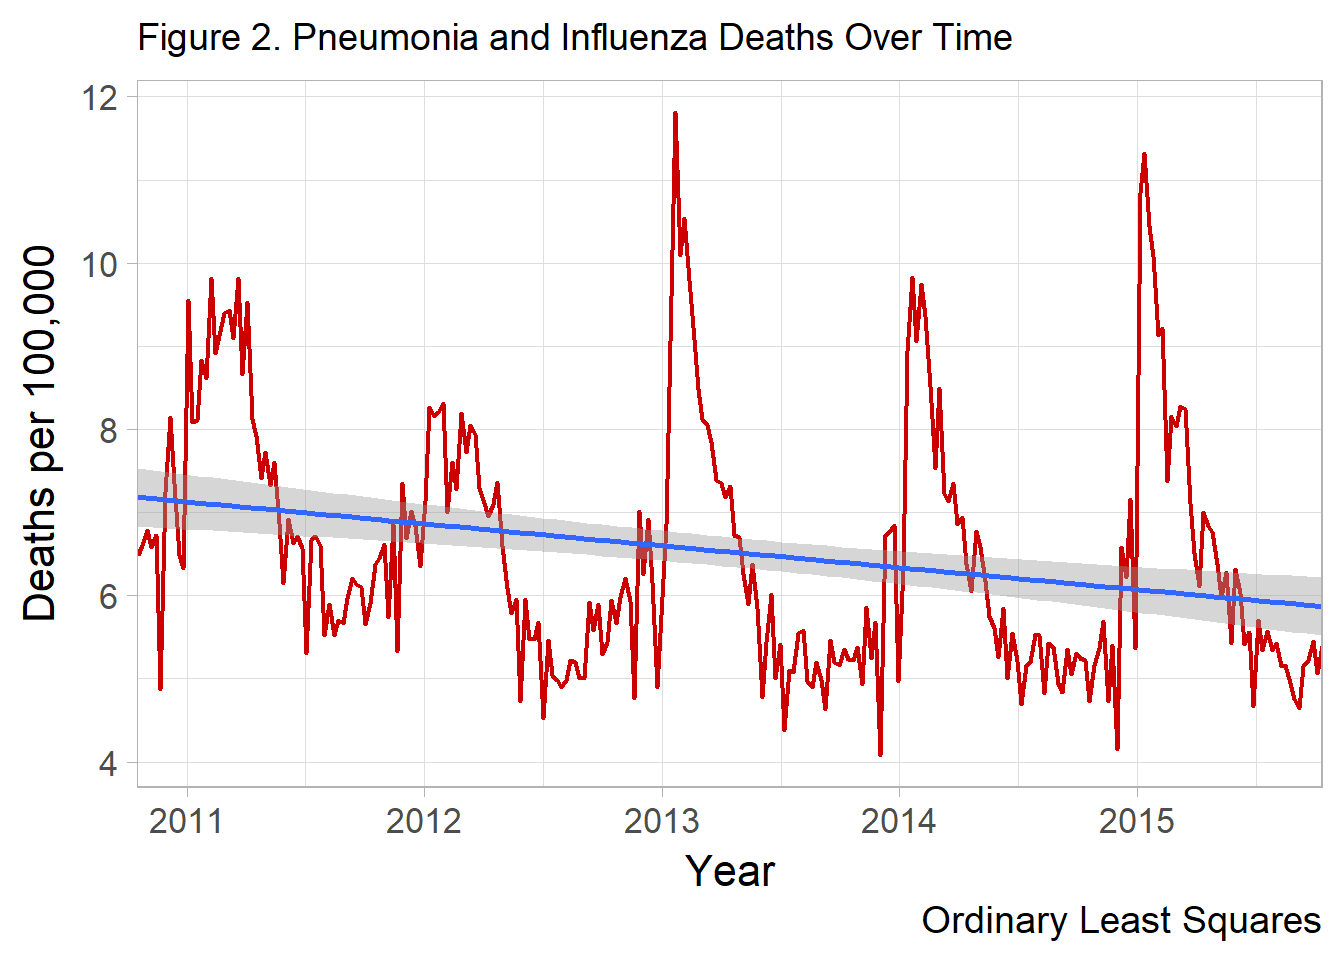 Figure 2. Pneumonia and Influenza Deaths Over Time
12
10
8
6
4
Deaths per 100,000
2011 2012 2013 2014 2015
Year
Ordinary Least Squares